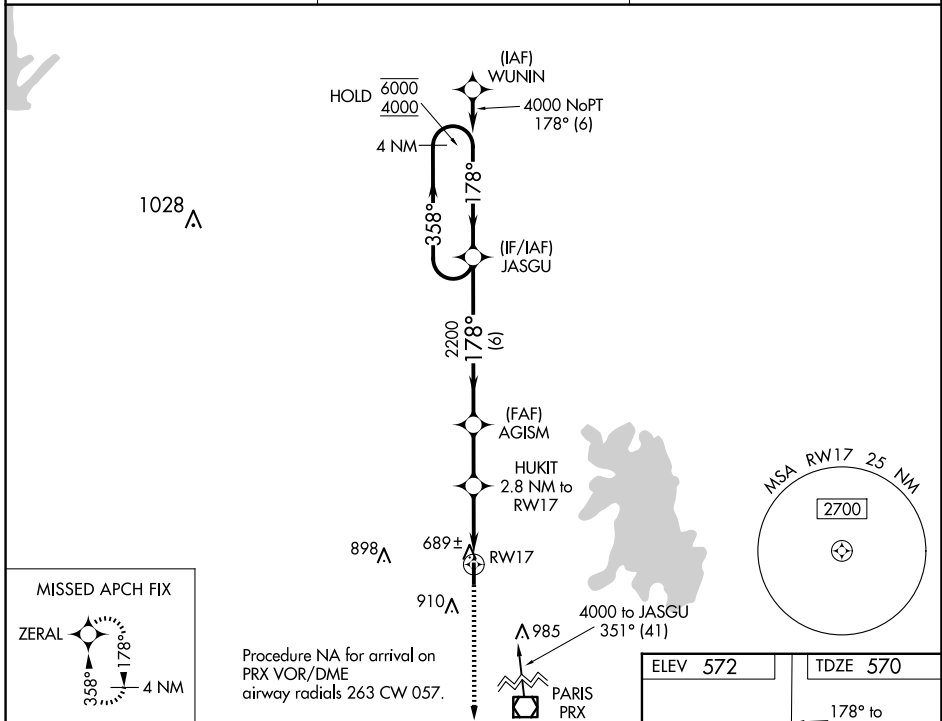 (IAF)
WUNIN
HOLD 6000
4000
4000 NoPT
178° (6)
4 NM
178°
358°
1028
(IF/IAF)
JASGU
2200
178°
(6)
(FAF)
AGISM
HUKIT
2.8 NM to
RW17
MSA RW17 25 NM
2700
898
689±
RW17
910
MISSED APCH FIX
ZERAL
178°
358°
4 NM
Procedure NA for arrival on
PRX VOR/DME
airway radials 263 CW 057.
985
4000 to JASGU
351° (41)
PARIS
PRX
ELEV 572
TDZE 570
178° to